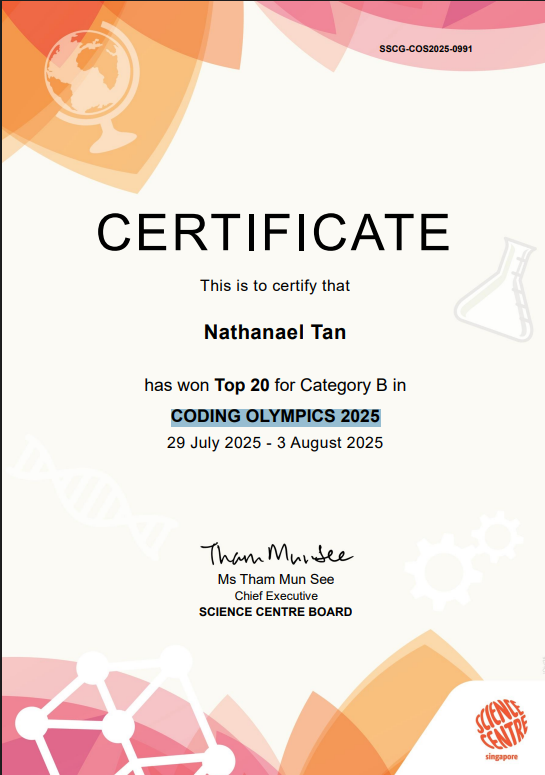 SSCG-COS2025-0991
CERTIFICATE
This is to certify that
Nathanael Tan
has won Top 20 for Category B in
CODING OLYMPICS 2025
29 July 2025 - 3 August 2025
Tham Mun See
Ms Tham Mun See
Chief Executive
SCIENCE CENTRE BOARD
SCIENCE
CENTRE
singapore